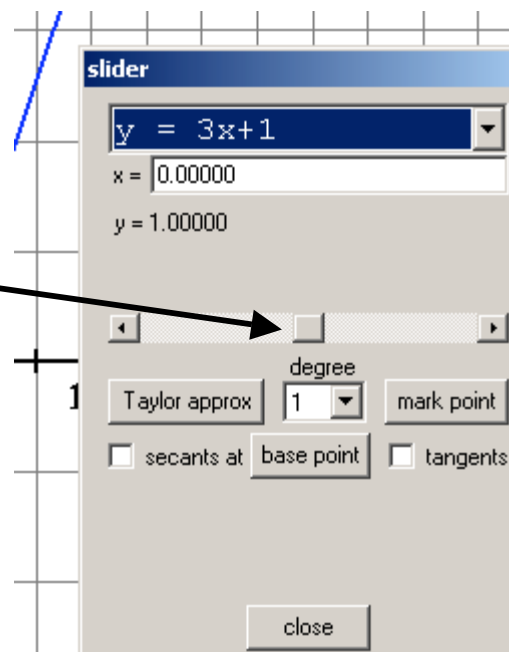 slider
y = 3x+1
x = 0.00000
y = 1.00000
degree
Taylor approx 1 mark point
1
secants at base point tangents
close